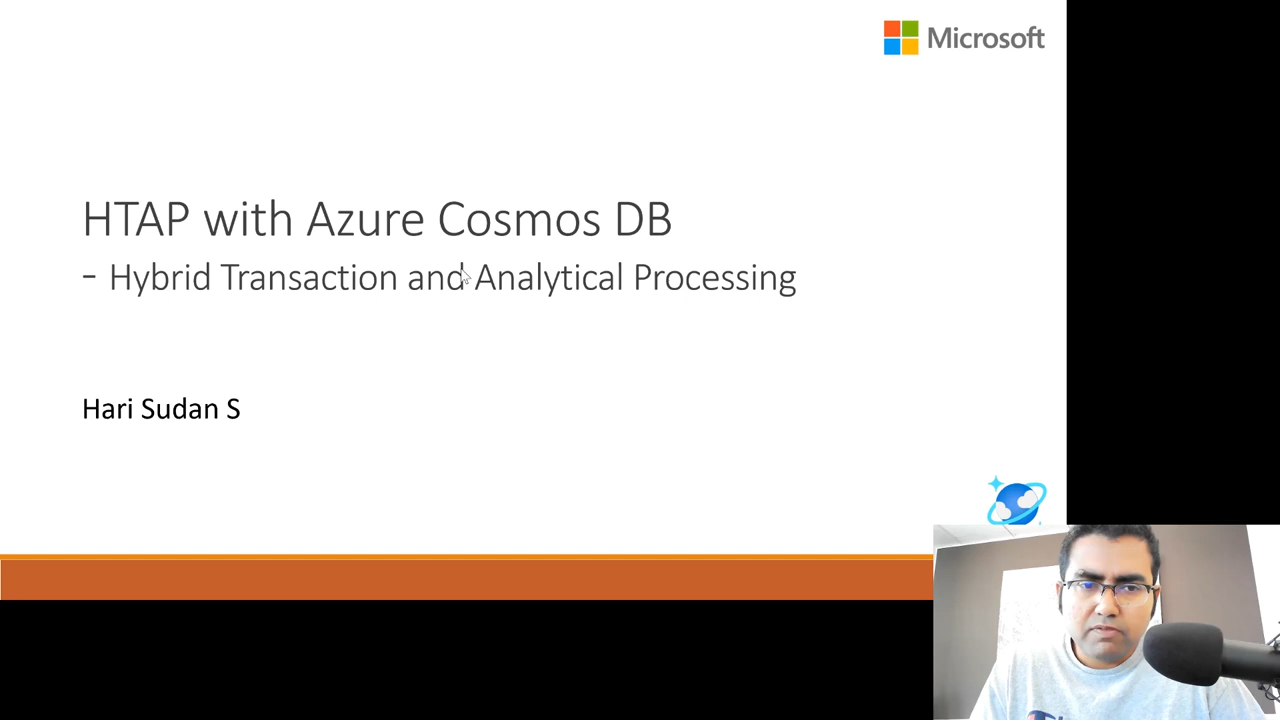 Microsoft
HTAP with Azure Cosmos DB
- Hybrid Transaction and Analytical Processing
Hari Sudan S